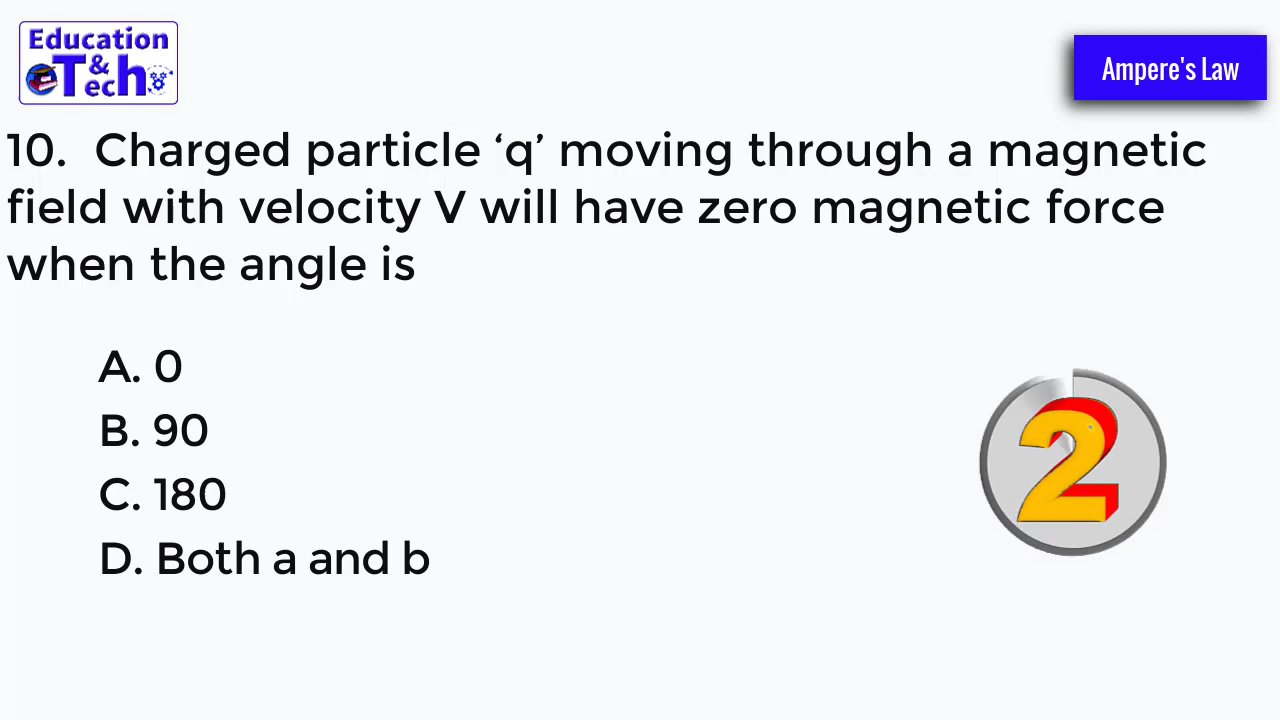 Education
&
eTech
Ampere's Law
10. Charged particle ‘q’ moving through a magnetic
field with velocity V will have zero magnetic force
when the angle is
A. 0
B. 90
C. 180
D. Both a and b
2